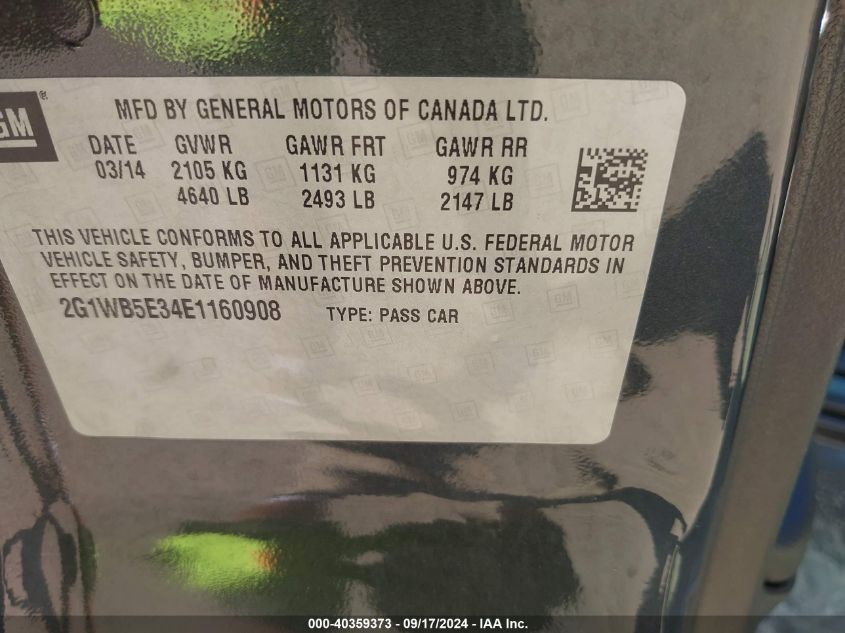 GM®
MFD BY GENERAL MOTORS OF CANADA LTD.
DATE GVWR GAWR FRT GAWR RR
03/14 2105 KG 1131 KG 974 KG
4640 LB 2493 LB 2147 LB
THIS VEHICLE CONFORMS TO ALL APPLICABLE U.S. FEDERAL MOTOR
VEHICLE SAFETY, BUMPER, AND THEFT PREVENTION STANDARDS IN
EFFECT ON THE DATE OF MANUFACTURE SHOWN ABOVE.
2G1WB5E34E1160908 TYPE: PASS CAR
000-40359373 - 09/17/2024 - IAA Inc.